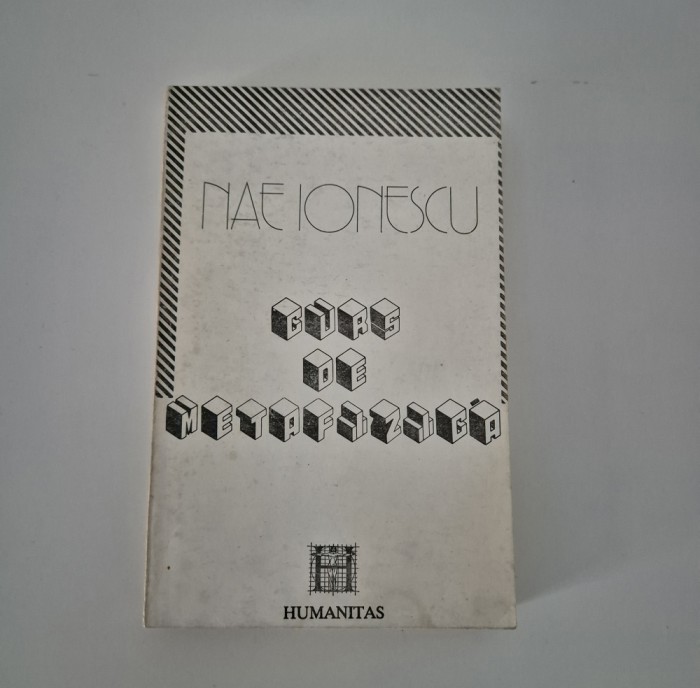 NAE IONESCU
CURS
DE
METAFIZICĂ
H
HUMANITAS